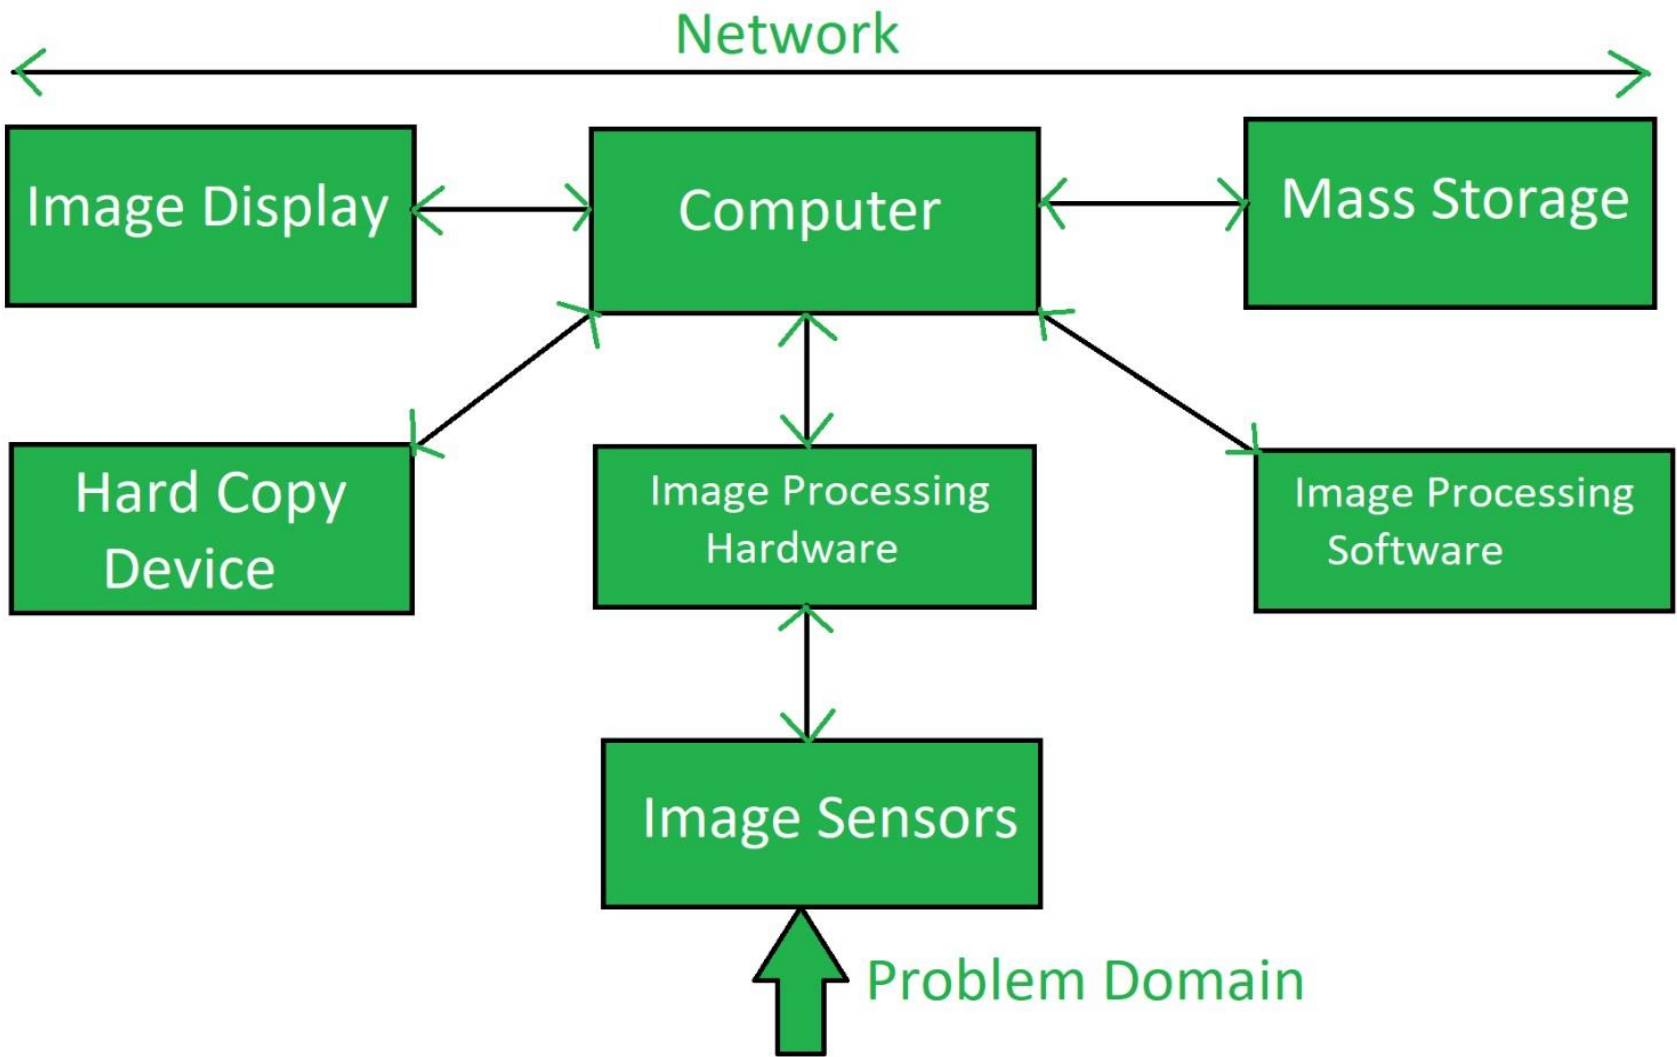 Network
Image Display
Computer
Mass Storage
Hard Copy
Device
Image Processing
Hardware
Image Processing
Software
Image Sensors
Problem Domain